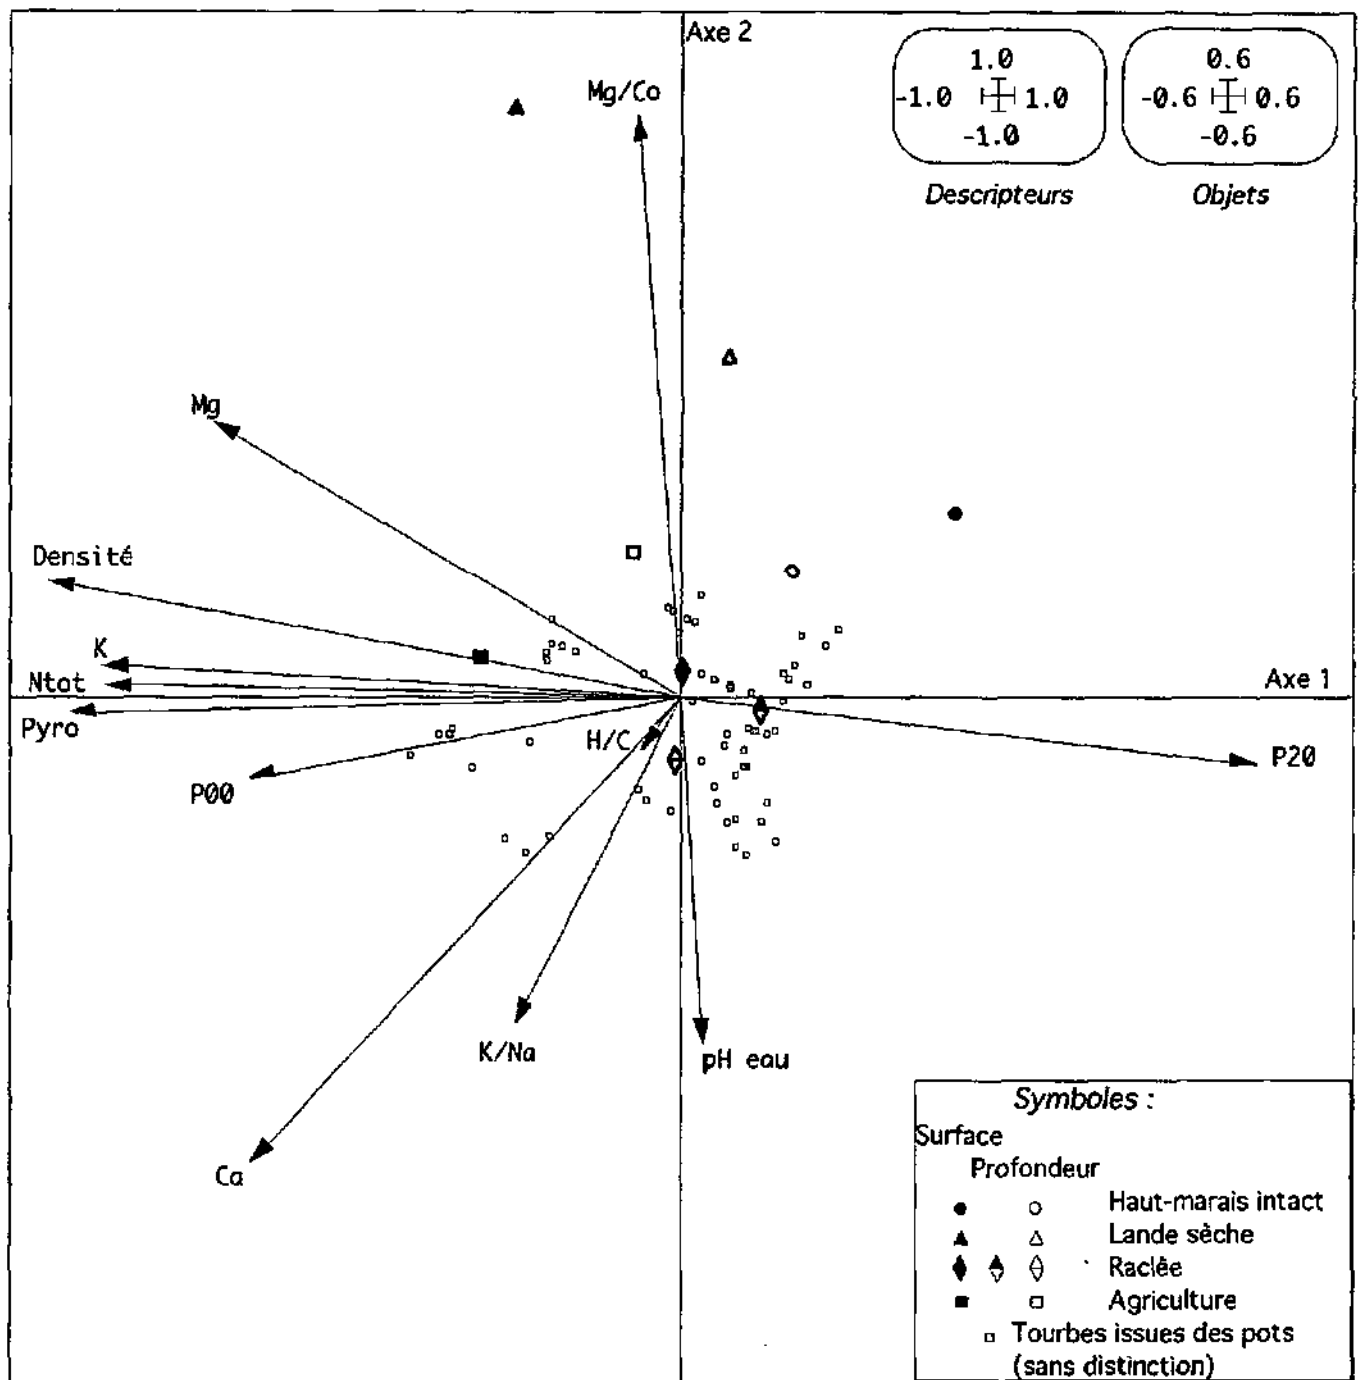 Axe 2
Mg/Ca
1.0
-1.0 1.0
-1.0
Descripteurs
0.6
-0.6 0.6
-0.6
Objets
Mg
Densité
K
Ntot
Pyro
P00
H/C
Axe 1
P20
K/Na
pH eau
Ca
Symboles :
Surface
Profondeur
Haut-marais intact
Lande sèche
Raclée
Agriculture
Tourbes issues des pots
(sans distinction)